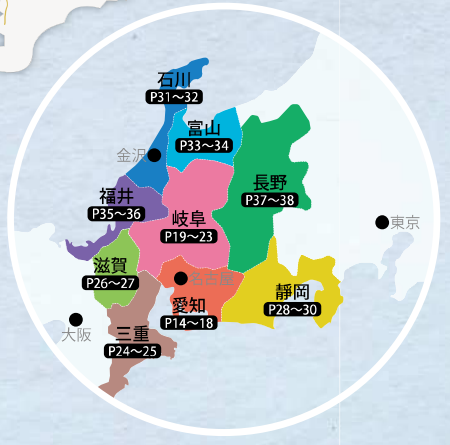 石川
P31～32
富山
P33～34
金沢
長野
P37～38
福井
P35～36
岐阜
P19～23
東京
滋賀
P26～27
名古屋
靜岡
P28～30
愛知
P14～18
大阪
三重
P24～25